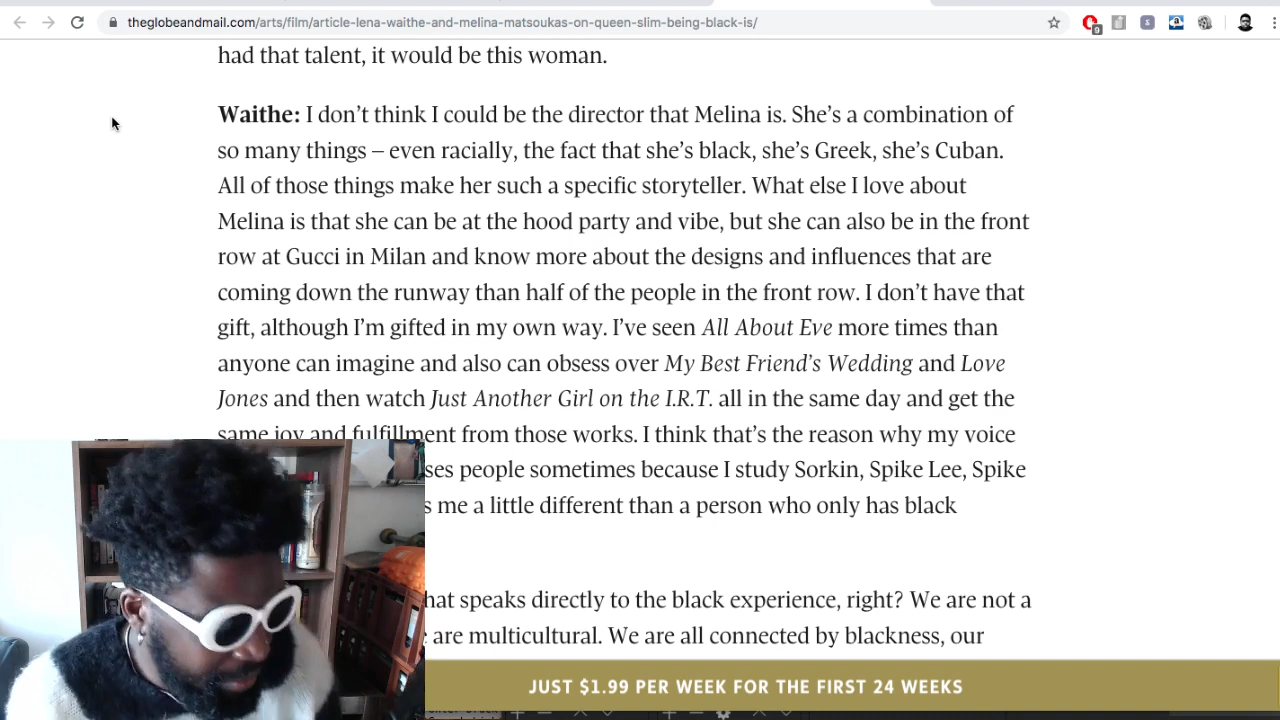 theglobeandmail.com/arts/film/article-lena-waithe-and-melina-matsoukas-on-queen-slim-being-black-is/
9
had that talent, it would be this woman.
Waithe: I don’t think I could be the director that Melina is. She’s a combination of
so many things – even racially, the fact that she’s black, she’s Greek, she’s Cuban.
All of those things make her such a specific storyteller. What else I love about
Melina is that she can be at the hood party and vibe, but she can also be in the front
row at Gucci in Milan and know more about the designs and influences that are
coming down the runway than half of the people in the front row. I don’t have that
gift, although I’m gifted in my own way. I’ve seen All About Eve more times than
anyone can imagine and also can obsess over My Best Friend’s Wedding and Love
Jones and then watch Just Another Girl on the I.R.T. all in the same day and get the
same joy and fulfillment from those works. I think that’s the reason why my voice
ses people sometimes because I study Sorkin, Spike Lee, Spike
s me a little different than a person who only has black
hat speaks directly to the black experience, right? We are not a
are multicultural. We are all connected by blackness, our
JUST $1.99 PER WEEK FOR THE FIRST 24 WEEKS